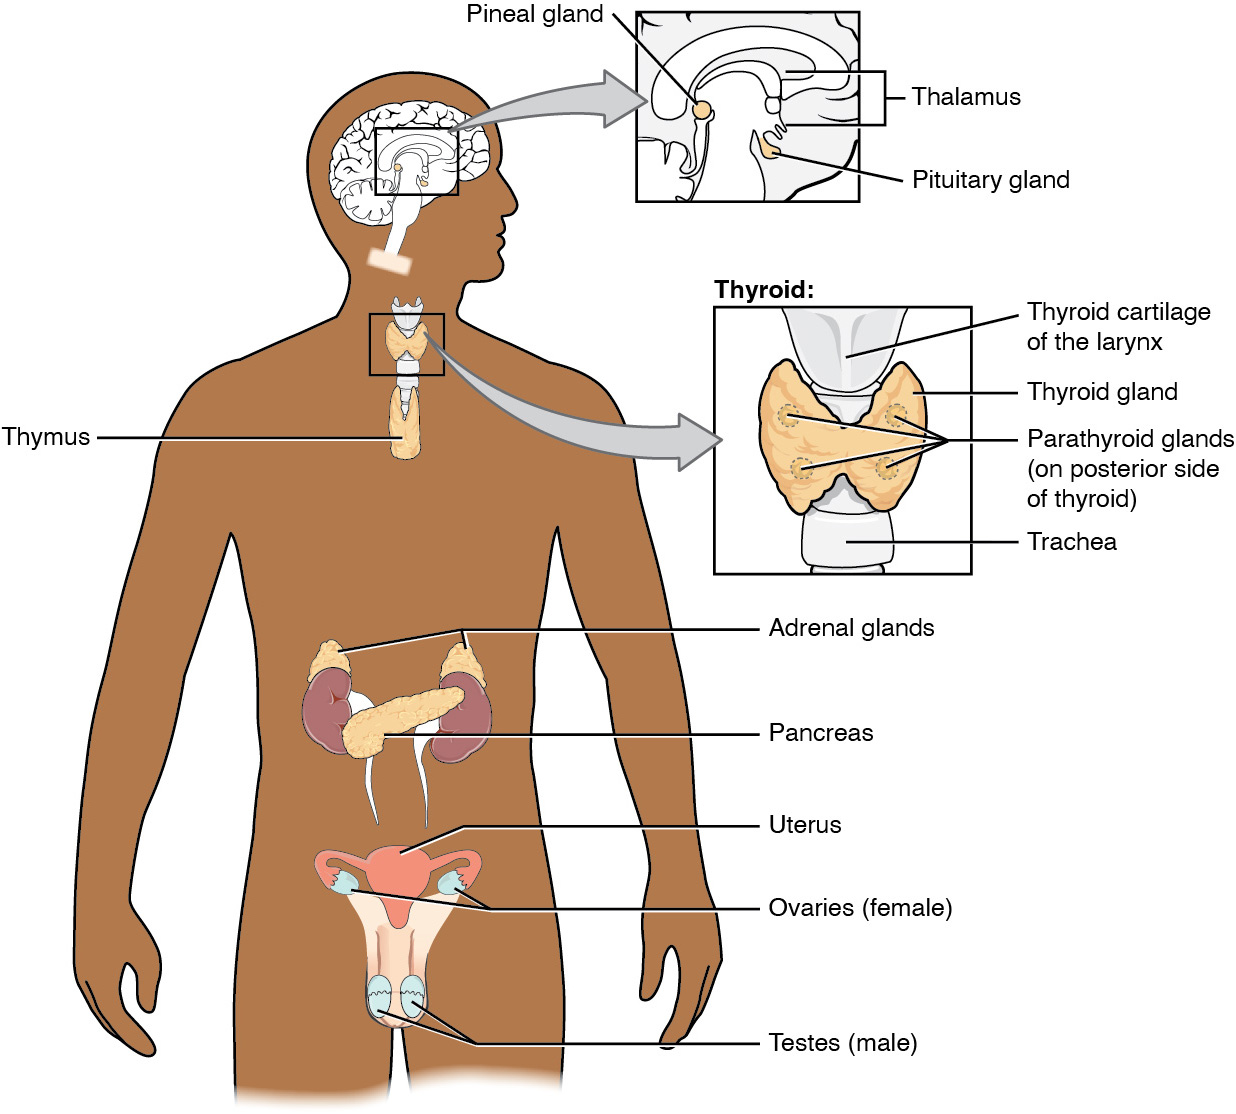 Pineal gland
Thalamus
Pituitary gland
Thyroid:
Thyroid cartilage
of the larynx
Thyroid gland
Parathyroid glands
(on posterior side
of thyroid)
Trachea
Thymus
Adrenal glands
Pancreas
Uterus
Ovaries (female)
Testes (male)